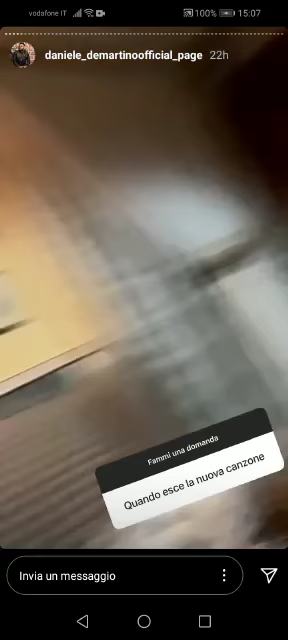 vodafone IT 100% 15:07
daniele_demartinoofficial_page 22h
Fammi una domanda
Quando esce la nuova canzone
Invia un messaggio